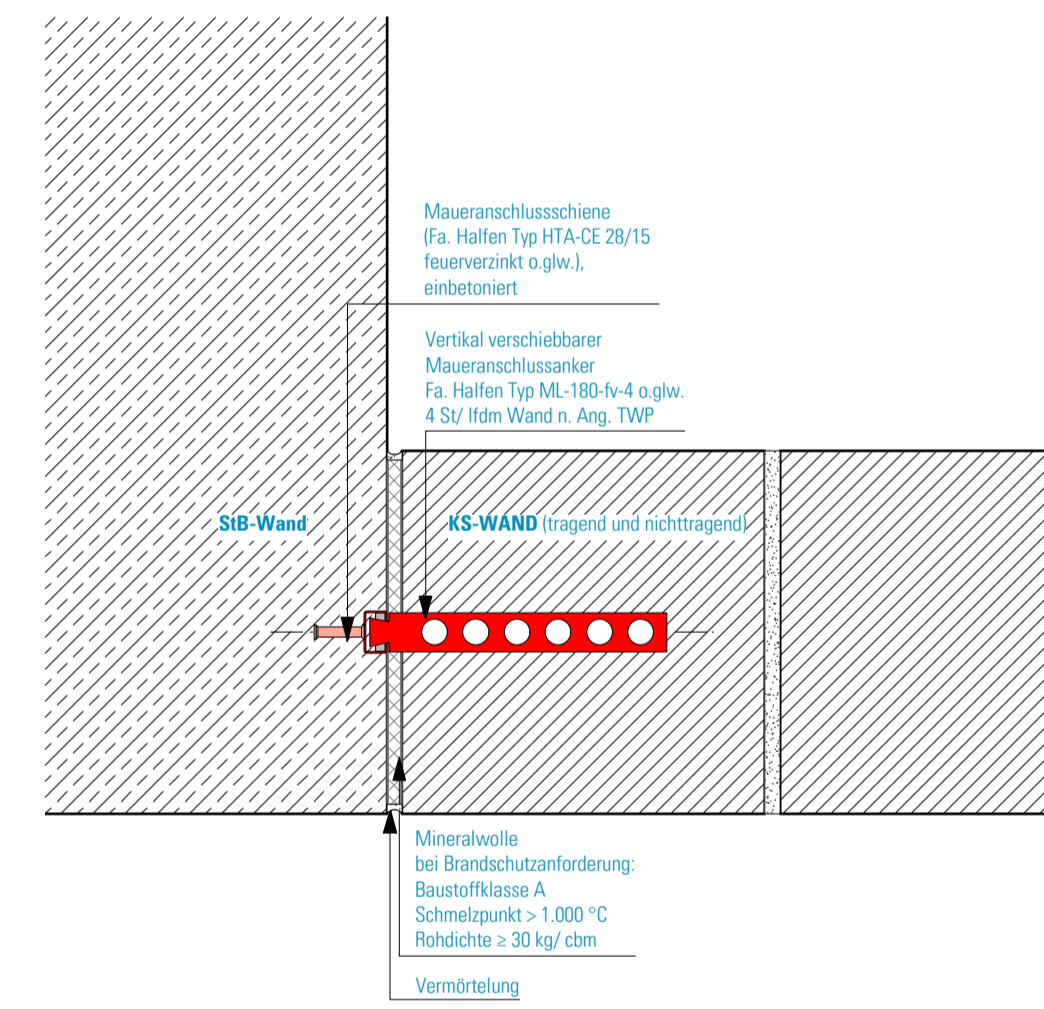 Maueranschlussschiene
(Fa. Halfen Typ HTA-CE 28/15
feuerverzinkt o.glw.),
einbetoniert
Vertikal verschiebbarer
Maueranschlussanker
Fa. Halfen Typ ML-180-fv-4 o.glw.
4 St/ lfdm Wand n. Ang. TWP
StB-Wand
KS-WAND (tragend und nichttragend)
Mineralwolle
bei Brandschutzanforderung:
Baustoffklasse A
Schmelzpunkt > 1.000 °C
Rohdichte ≥ 30 kg/ cbm
Vermörtelung